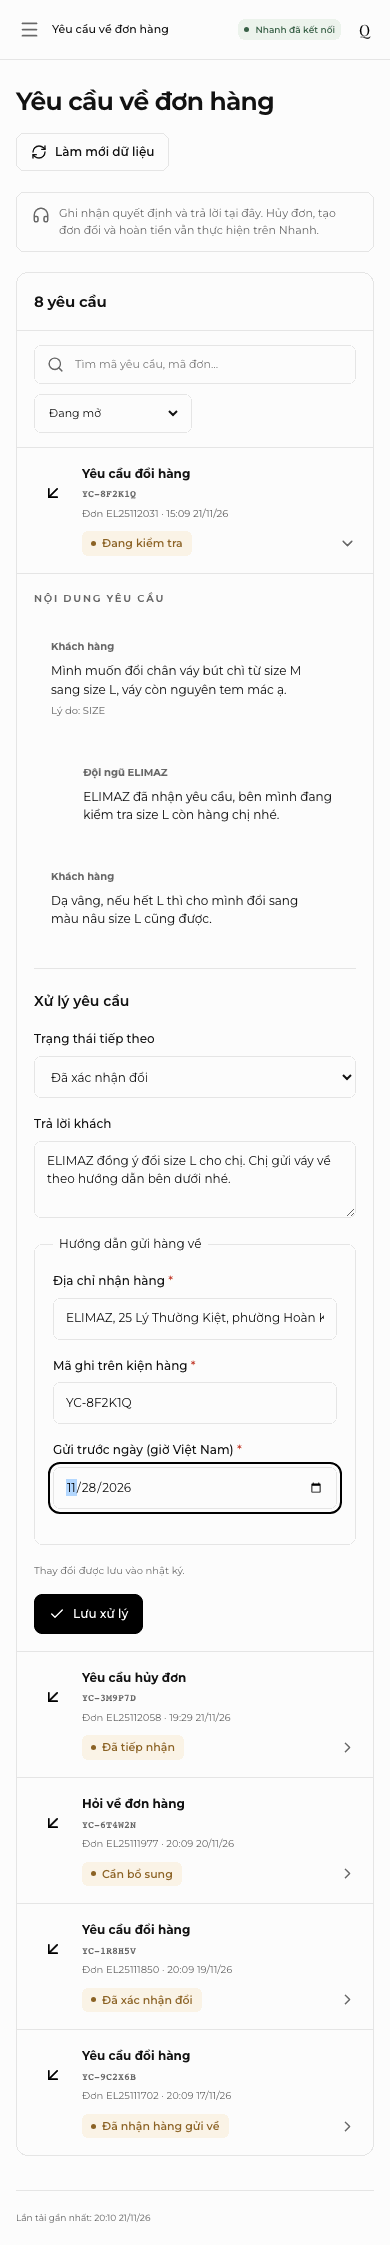 Yêu cầu về đơn hàng
Nhanh đã kết nối
Q
Yêu cầu về đơn hàng
Làm mới dữ liệu
Ghi nhận quyết định và trả lời tại đây. Hủy đơn, tạo
đơn đổi và hoàn tiền vẫn thực hiện trên Nhanh.
8 yêu cầu
Tìm mã yêu cầu, mã đơn...
Đang mở
Yêu cầu đổi hàng
YC-8F2K1Q
Đơn EL25112031 · 15:09 21/11/26
Đang kiểm tra
NỘI DUNG YÊU CẦU
Khách hàng
Mình muốn đổi chân váy bút chì từ size M
sang size L, váy còn nguyên tem mác ạ.
Lý do: SIZE
Đội ngũ ELIMAZ
ELIMAZ đã nhận yêu cầu, bên mình đang
kiểm tra size L còn hàng chị nhé.
Khách hàng
Dạ vâng, nếu hết L thì cho mình đổi sang
màu nâu size L cũng được.
Xử lý yêu cầu
Trạng thái tiếp theo
Đã xác nhận đổi
Trả lời khách
ELIMAZ đồng ý đổi size L cho chị. Chị gửi váy về
theo hướng dẫn bên dưới nhé.
Hướng dẫn gửi hàng về
Địa chỉ nhận hàng *
ELIMAZ, 25 Lý Thường Kiệt, phường Hoàn K
Mã ghi trên kiện hàng *
YC-8F2K1Q
Gửi trước ngày (giờ Việt Nam) *
11/28/2026
Thay đổi được lưu vào nhật ký.
Lưu xử lý
Yêu cầu hủy đơn
YC-3M9P7D
Đơn EL25112058 · 19:29 21/11/26
Đã tiếp nhận
Hỏi về đơn hàng
YC-6T4W2N
Đơn EL25111977 · 20:09 20/11/26
Cần bổ sung
Yêu cầu đổi hàng
YC-1R8H5V
Đơn EL25111850 · 20:09 19/11/26
Đã xác nhận đổi
Yêu cầu đổi hàng
YC-9C2X6B
Đơn EL25111702 · 20:09 17/11/26
Đã nhận hàng gửi về
Lần tải gần nhất: 20:10 21/11/26